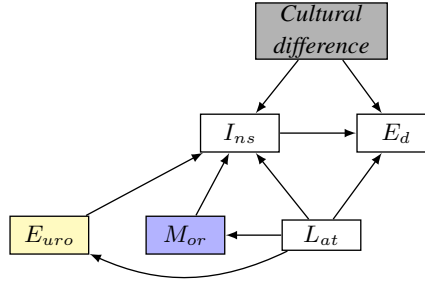 Cultural
difference
I_ns
E_d
E_uro
M_or
L_at